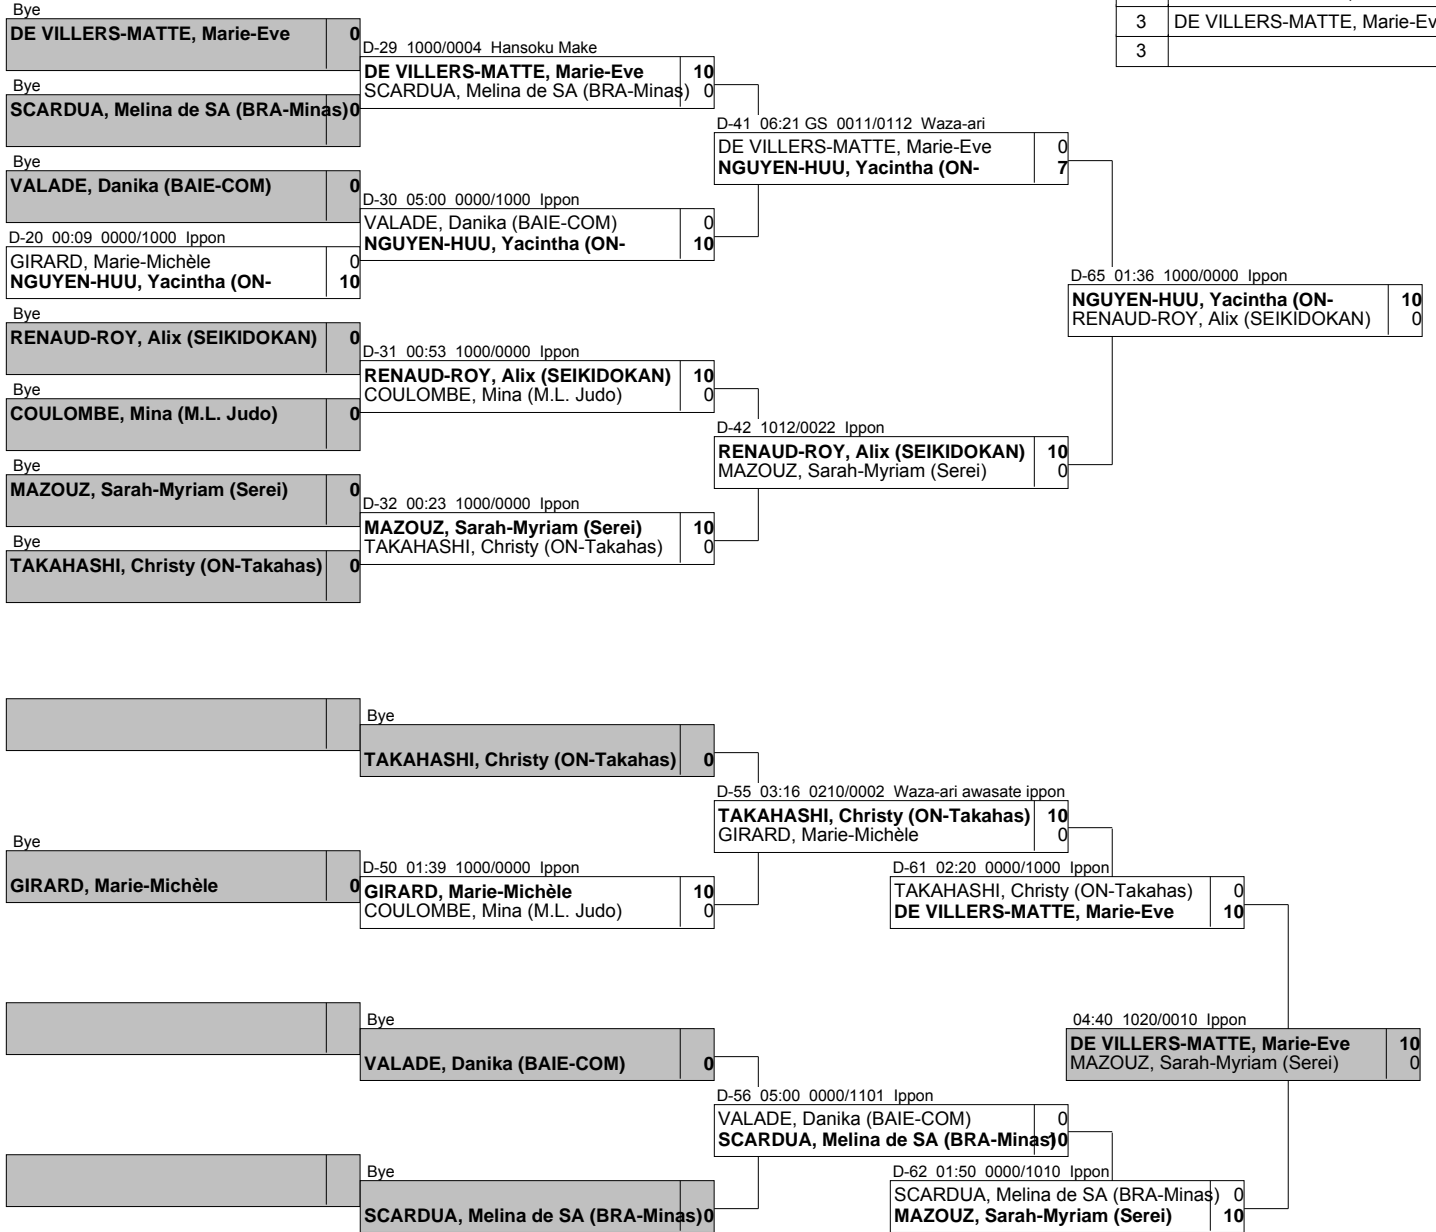 3 DE VILLERS-MATTE, Marie-Ev
3
Bye
DE VILLERS-MATTE, Marie-Eve 0
D-29 1000/0004 Hansoku Make
DE VILLERS-MATTE, Marie-Eve 10
SCARDUA, Melina de SA (BRA-Minas) 0
Bye
SCARDUA, Melina de SA (BRA-Minas)0
D-41 06:21 GS 0011/0112 Waza-ari
DE VILLERS-MATTE, Marie-Eve 0
NGUYEN-HUU, Yacintha (ON- 7
Bye
VALADE, Danika (BAIE-COM) 0
D-30 05:00 0000/1000 Ippon
VALADE, Danika (BAIE-COM) 0
NGUYEN-HUU, Yacintha (ON- 10
D-20 00:09 0000/1000 Ippon
GIRARD, Marie-Michèle 0
NGUYEN-HUU, Yacintha (ON- 10
D-65 01:36 1000/0000 Ippon
NGUYEN-HUU, Yacintha (ON- 10
RENAUD-ROY, Alix (SEIKIDOKAN) 0
Bye
RENAUD-ROY, Alix (SEIKIDOKAN) 0
D-31 00:53 1000/0000 Ippon
RENAUD-ROY, Alix (SEIKIDOKAN) 10
COULOMBE, Mina (M.L. Judo) 0
Bye
COULOMBE, Mina (M.L. Judo) 0
D-42 1012/0022 Ippon
RENAUD-ROY, Alix (SEIKIDOKAN) 10
MAZOUZ, Sarah-Myriam (Serei) 0
Bye
MAZOUZ, Sarah-Myriam (Serei) 0
D-32 00:23 1000/0000 Ippon
MAZOUZ, Sarah-Myriam (Serei) 10
TAKAHASHI, Christy (ON-Takahas) 0
Bye
TAKAHASHI, Christy (ON-Takahas) 0
Bye
TAKAHASHI, Christy (ON-Takahas) 0
D-55 03:16 0210/0002 Waza-ari awasate ippon
TAKAHASHI, Christy (ON-Takahas) 10
GIRARD, Marie-Michèle 0
Bye
GIRARD, Marie-Michèle 0
D-50 01:39 1000/0000 Ippon
GIRARD, Marie-Michèle 10
COULOMBE, Mina (M.L. Judo) 0
D-61 02:20 0000/1000 Ippon
TAKAHASHI, Christy (ON-Takahas) 0
DE VILLERS-MATTE, Marie-Eve 10
Bye
VALADE, Danika (BAIE-COM) 0
04:40 1020/0010 Ippon
DE VILLERS-MATTE, Marie-Eve 10
MAZOUZ, Sarah-Myriam (Serei) 0
D-56 05:00 0000/1101 Ippon
VALADE, Danika (BAIE-COM) 0
SCARDUA, Melina de SA (BRA-Minas)10
Bye
SCARDUA, Melina de SA (BRA-Minas)0
D-62 01:50 0000/1010 Ippon
SCARDUA, Melina de SA (BRA-Minas) 0
MAZOUZ, Sarah-Myriam (Serei) 10